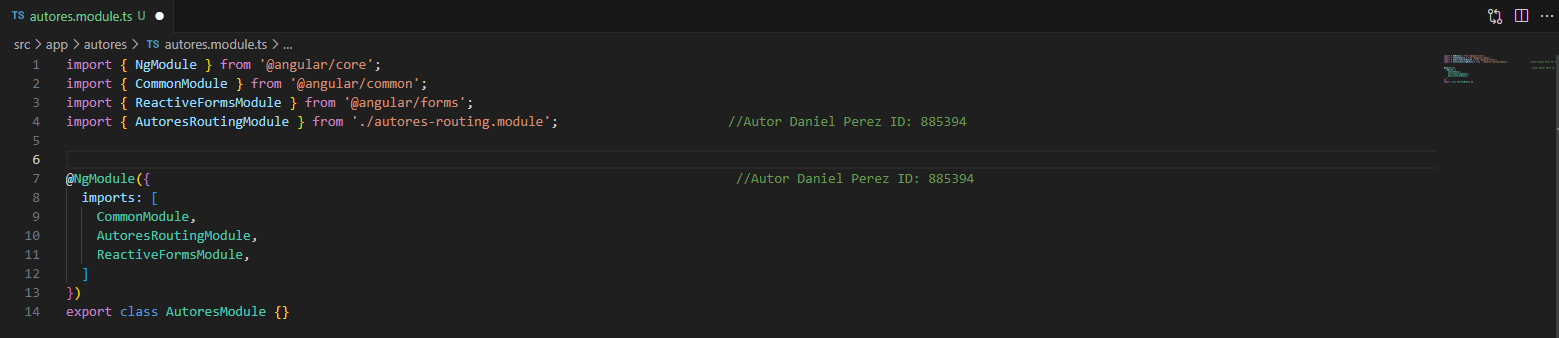 TS autores.module.ts U
src > app > autores > TS autores.module.ts > ...
1 import { NgModule } from '@angular/core';
2 import { CommonModule } from '@angular/common';
3 import { ReactiveFormsModule } from '@angular/forms';
4 import { AutoresRoutingModule } from './autores-routing.module'; //Autor Daniel Perez ID: 885394
5
6
7 @NgModule({ //Autor Daniel Perez ID: 885394
8 imports: [
9 CommonModule,
10 AutoresRoutingModule,
11 ReactiveFormsModule,
12 ]
13 })
14 export class AutoresModule {}